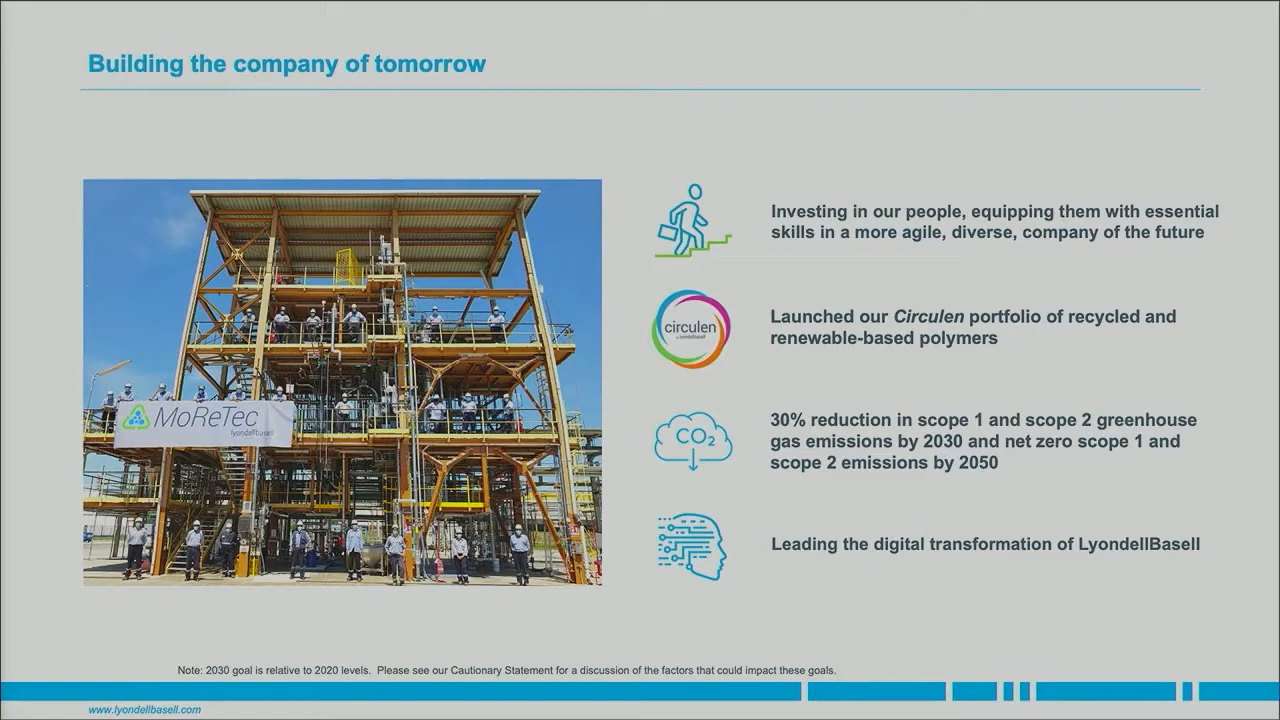 Building the company of tomorrow
MoReTec
lyondellbasell
Investing in our people, equipping them with essential
skills in a more agile, diverse, company of the future
circulen
by lyondellbasell
Launched our Circulen portfolio of recycled and
renewable-based polymers
CO₂
30% reduction in scope 1 and scope 2 greenhouse
gas emissions by 2030 and net zero scope 1 and
scope 2 emissions by 2050
Leading the digital transformation of LyondellBasell
Note: 2030 goal is relative to 2020 levels. Please see our Cautionary Statement for a discussion of the factors that could impact these goals.
www.lyondellbasell.com